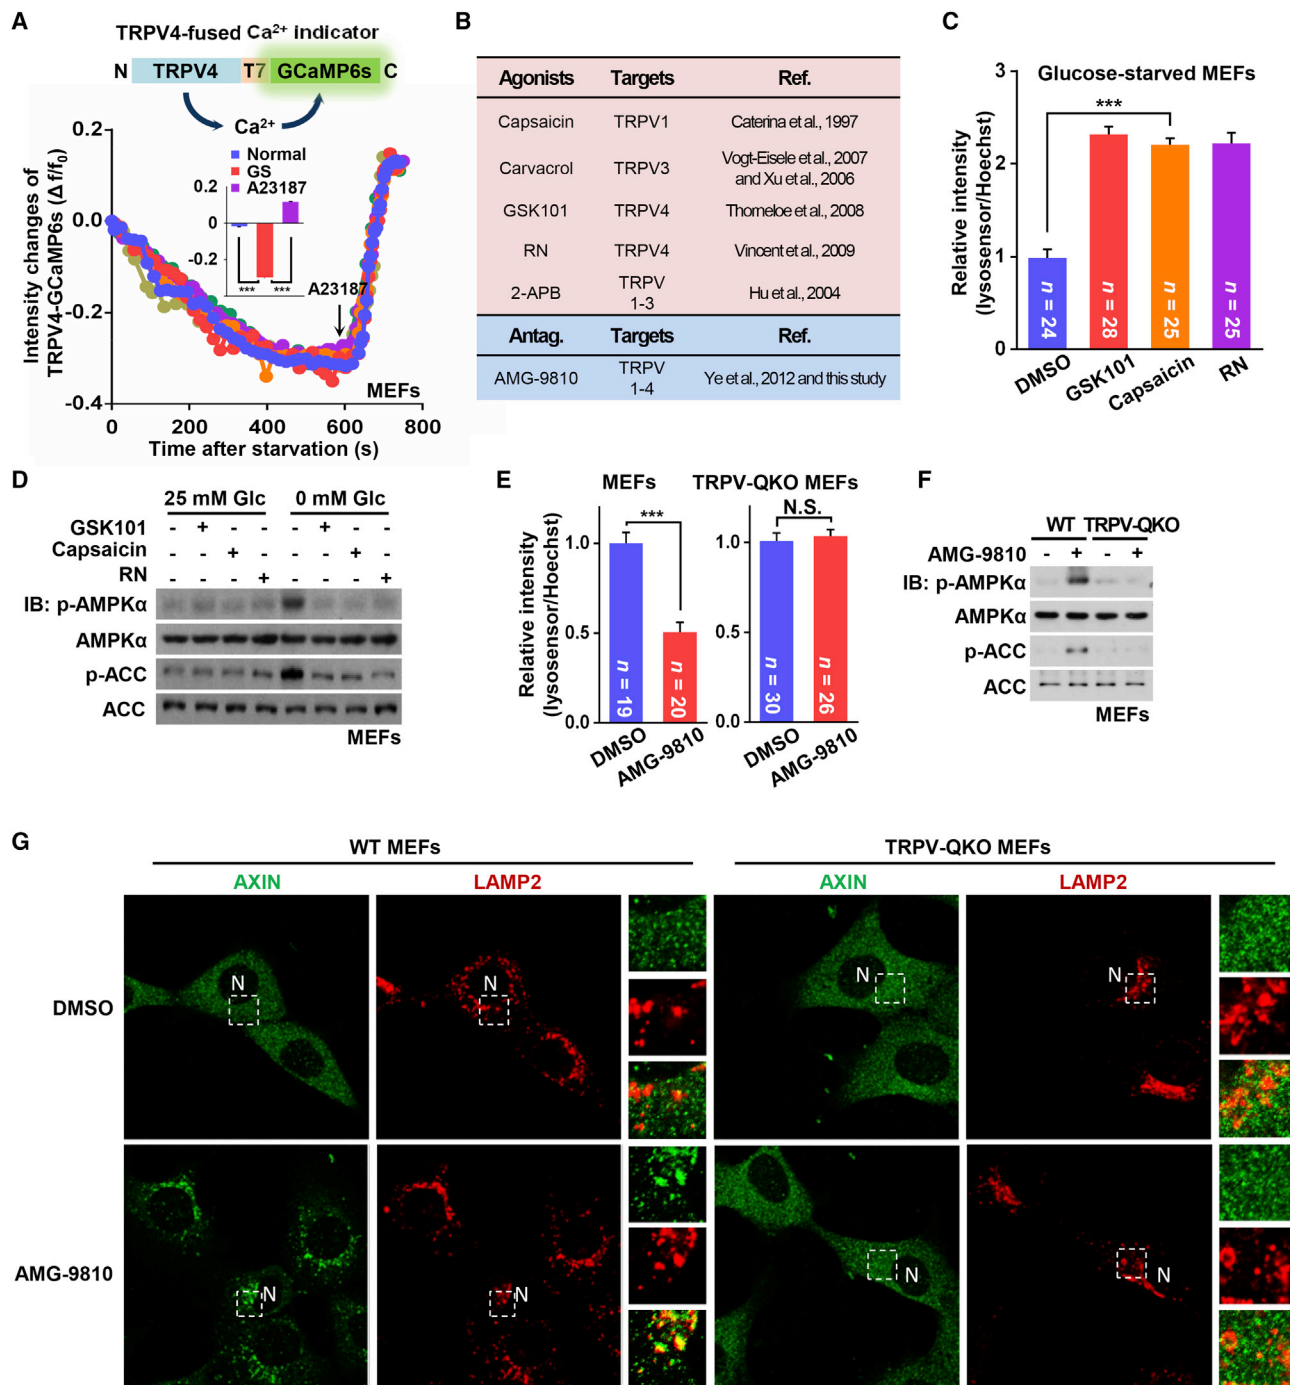 A
TRPV4-fused Ca²⁺ indicator
N TRPV4 T7 GCaMP6s C
Ca²⁺
Normal
GS
A23187
0.2
0
-0.2
*** ***
A23187
Intensity changes of
TRPV4-GCaMP6s (Δ f/f₀)
0.2
0.0
-0.2
-0.4
MEFs
0 200 400 600 800
Time after starvation (s)
B
Agonists Targets Ref.
Capsaicin TRPV1 Caterina et al., 1997
Carvacrol TRPV3 Vogt-Eisele et al., 2007
and Xu et al., 2006
GSK101 TRPV4 Thorneloe et al., 2008
RN TRPV4 Vincent et al., 2009
2-APB TRPV
1-3 Hu et al., 2004
Antag. Targets Ref.
AMG-9810 TRPV
1-4 Ye et al., 2012 and this study
C
Glucose-starved MEFs
***
Relative intensity
(lysosensor/Hoechst)
3
2
1
0
n = 24 n = 28 n = 25 n = 25
DMSO GSK101 Capsaicin RN
D
25 mM Glc 0 mM Glc
GSK101 - + - - - + - -
Capsaicin - - + - - - + -
RN - - - + - - - +
IB: p-AMPKα
AMPKα
p-ACC
ACC
MEFs
E
MEFs TRPV-QKO MEFs
*** N.S.
Relative intensity
(lysosensor/Hoechst)
1.0
0.5
0.0
n = 19 n = 20
DMSO AMG-9810
1.0
0.5
0.0
n = 30 n = 26
DMSO AMG-9810
F
WT TRPV-QKO
AMG-9810 - + - +
IB: p-AMPKα
AMPKα
p-ACC
ACC
MEFs
G
WT MEFs TRPV-QKO MEFs
AXIN LAMP2 AXIN LAMP2
DMSO
N N N N
AMG-9810
N N N N